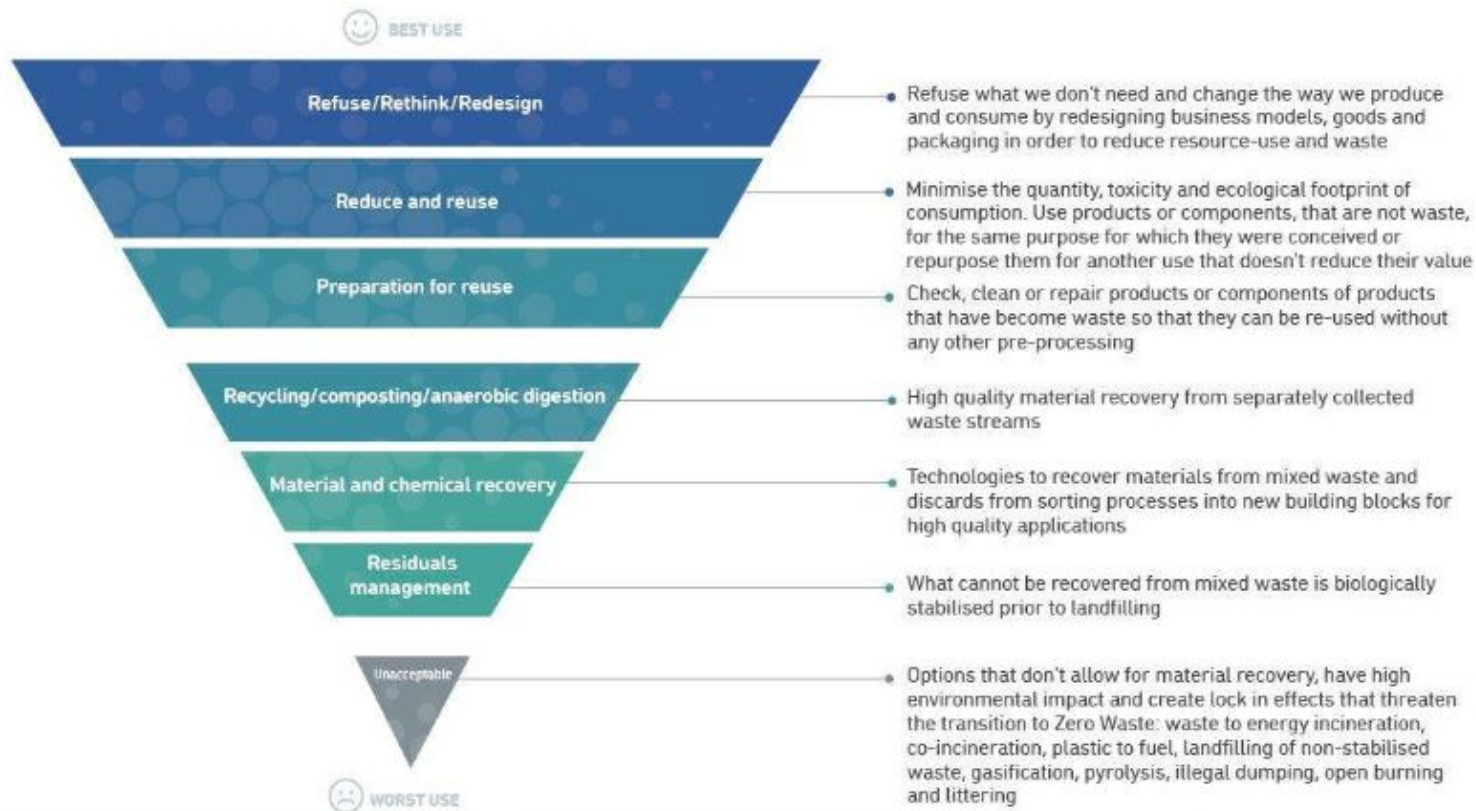 BEST USE
Refuse/Rethink/Redesign
Refuse what we don't need and change the way we produce
and consume by redesigning business models, goods and
packaging in order to reduce resource-use and waste
Reduce and reuse
Minimise the quantity, toxicity and ecological footprint of
consumption. Use products or components, that are not waste,
for the same purpose for which they were conceived or
repurpose them for another use that doesn't reduce their value
Preparation for reuse
Check, clean or repair products or components of products
that have become waste so that they can be re-used without
any other pre-processing
Recycling/composting/anaerobic digestion
High quality material recovery from separately collected
waste streams
Material and chemical recovery
Technologies to recover materials from mixed waste and
discards from sorting processes into new building blocks for
high quality applications
Residuals
management
What cannot be recovered from mixed waste is biologically
stabilised prior to landfilling
Unacceptable
Options that don't allow for material recovery, have high
environmental impact and create lock in effects that threaten
the transition to Zero Waste: waste to energy incineration,
co-incineration, plastic to fuel, landfilling of non-stabilised
waste, gasification, pyrolysis, illegal dumping, open burning
and littering
WORST USE